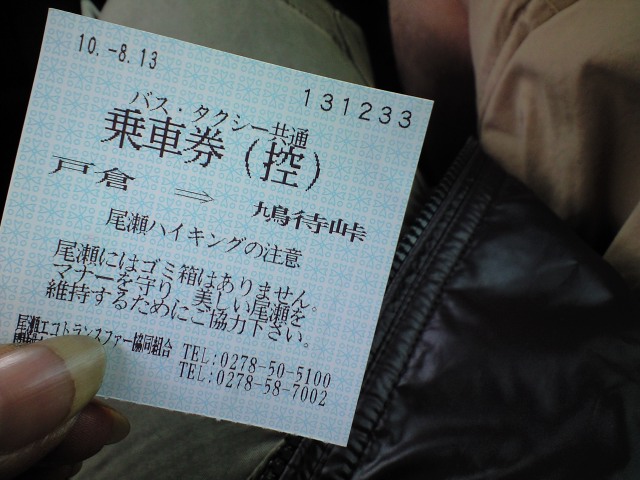 10.-8.13
131233
バス・タクシー共通
乗車券(控)
戸倉 ⇒ 鳩待峠
尾瀬ハイキングの注意
尾瀬にはゴミ箱はありません。
マナーを守り、美しい尾瀬を
維持するためにご協力下さい。
尾瀬エコトランスファー協同組合 TEL:0278-50-5100
TEL:0278-58-7002